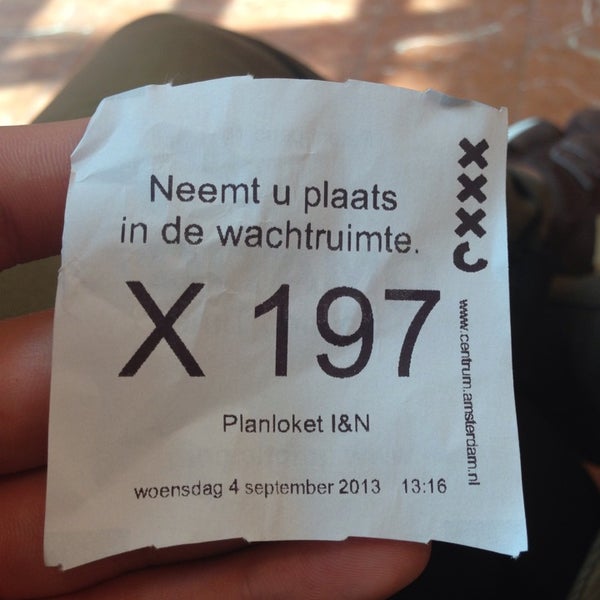 Neemt u plaats
in de wachtruimte.
X 197
Planloket I&N
woensdag 4 september 2013 13:16
www.centrum.amsterdam.nl